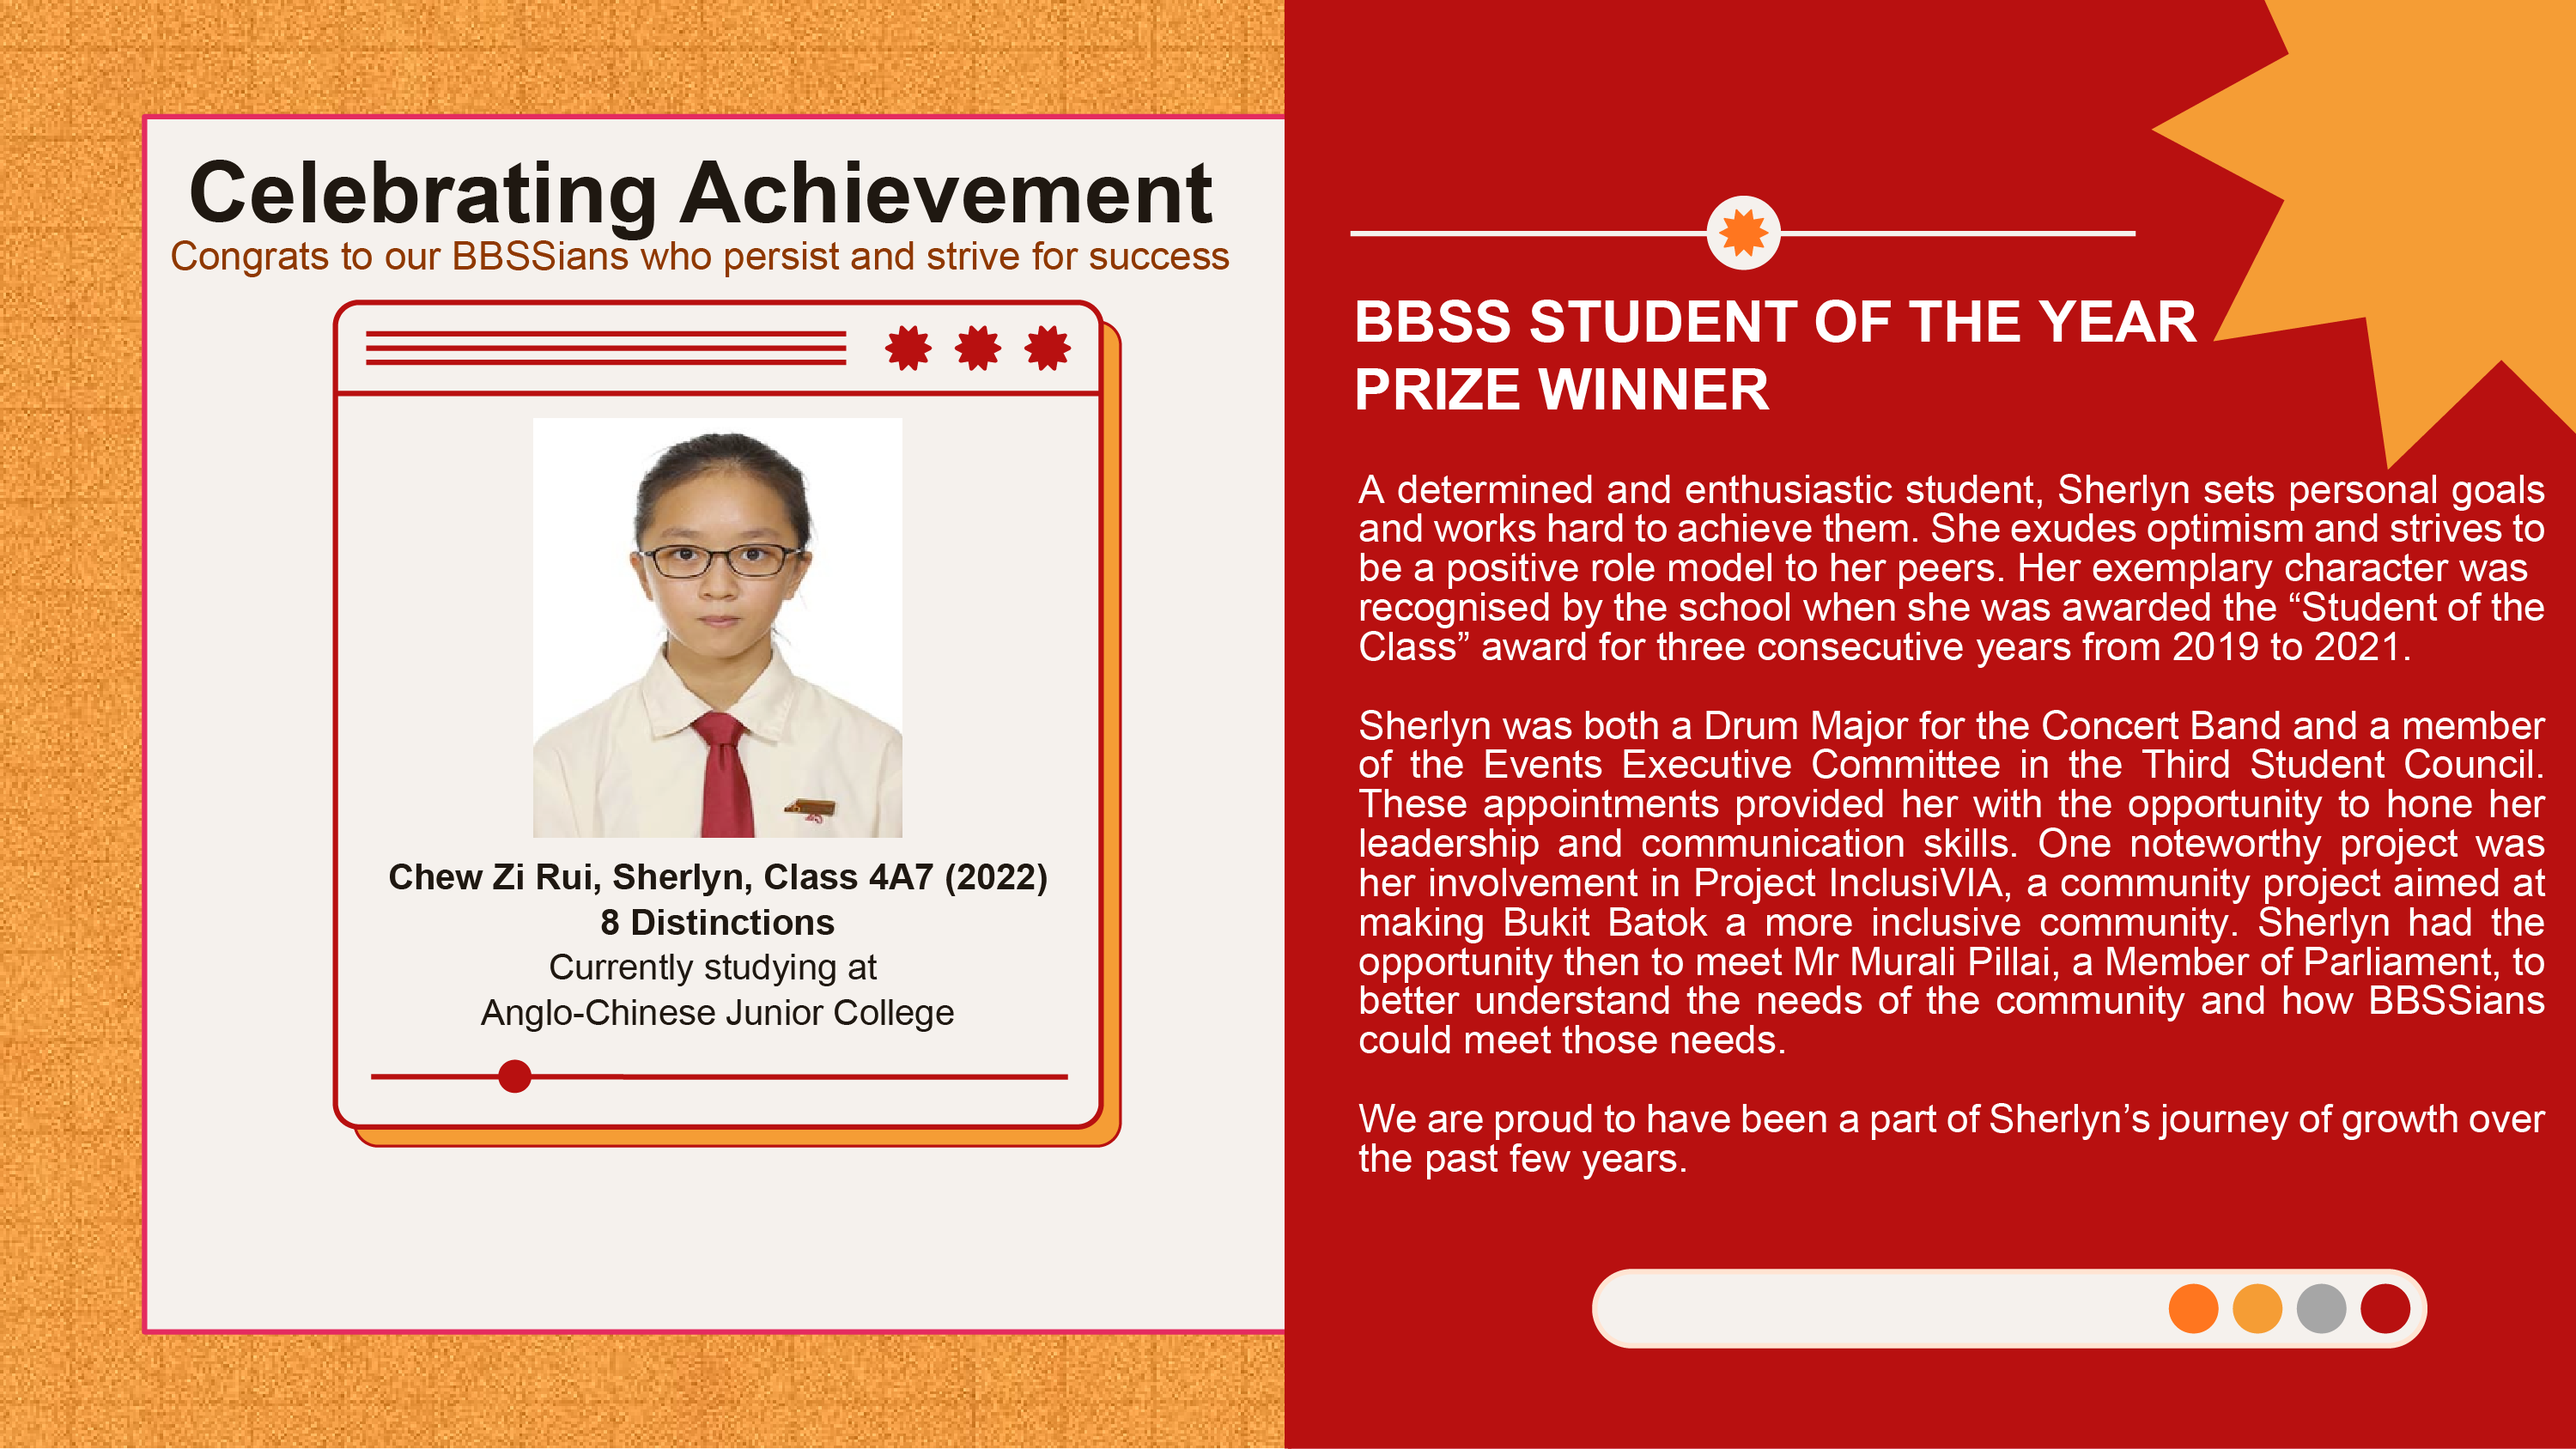 Celebrating Achievement
Congrats to our BBSSians who persist and strive for success
Chew Zi Rui, Sherlyn, Class 4A7 (2022)
8 Distinctions
Currently studying at
Anglo-Chinese Junior College
BBSS STUDENT OF THE YEAR
PRIZE WINNER
A determined and enthusiastic student, Sherlyn sets personal goals
and works hard to achieve them. She exudes optimism and strives to
be a positive role model to her peers. Her exemplary character was
recognised by the school when she was awarded the “Student of the
Class” award for three consecutive years from 2019 to 2021.
Sherlyn was both a Drum Major for the Concert Band and a member
of the Events Executive Committee in the Third Student Council.
These appointments provided her with the opportunity to hone her
leadership and communication skills. One noteworthy project was
her involvement in Project InclusiVIA, a community project aimed at
making Bukit Batok a more inclusive community. Sherlyn had the
opportunity then to meet Mr Murali Pillai, a Member of Parliament, to
better understand the needs of the community and how BBSSians
could meet those needs.
We are proud to have been a part of Sherlyn’s journey of growth over
the past few years.